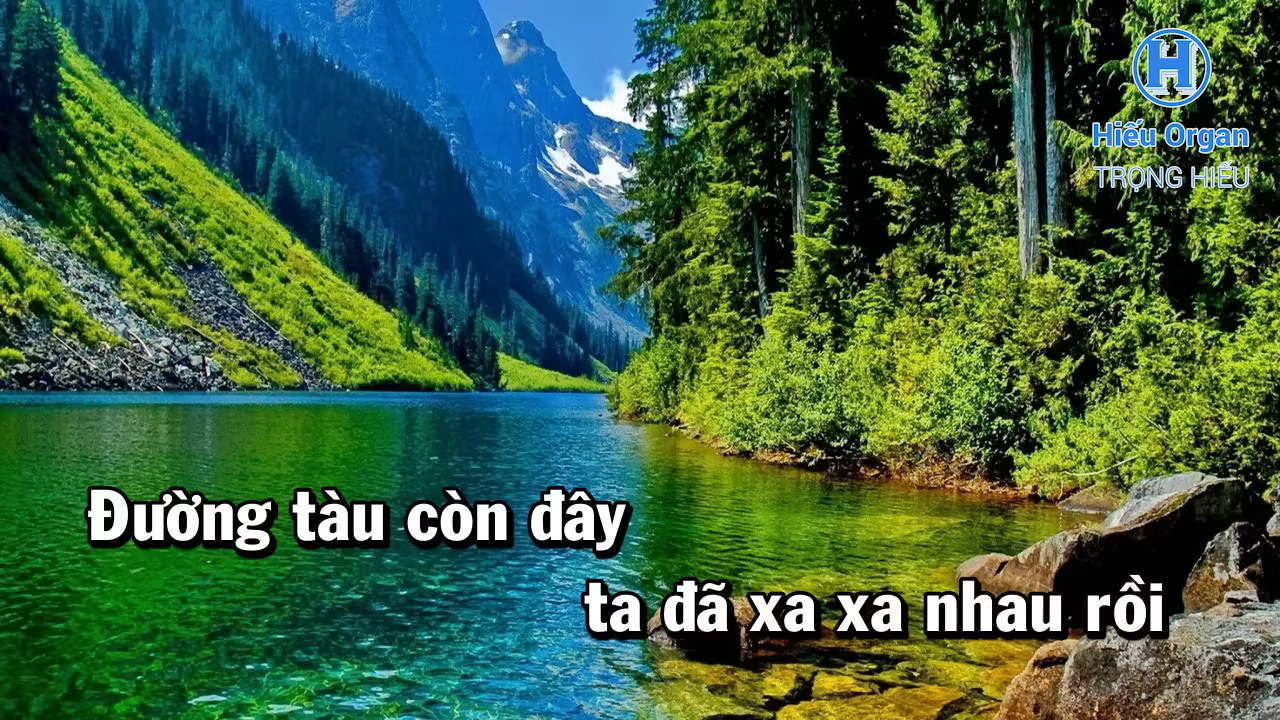 H
Hiếu Organ
TRỌNG HIẾU
Đường tàu còn đây
ta đã xa xa nhau rồi